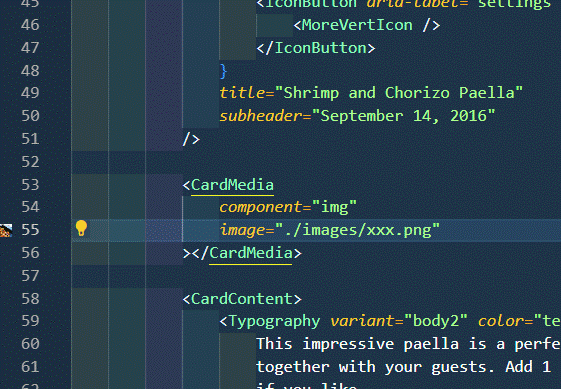 45 <IconButton aria-label="settings
46 <MoreVertIcon />
47 </IconButton>
48 }
49 title="Shrimp and Chorizo Paella"
50 subheader="September 14, 2016"
51 />
52
53 <CardMedia
54 component="img"
55 image="./images/xxx.png"
56 ></CardMedia>
57
58 <CardContent>
59 <Typography variant="body2" color="te
60 This impressive paella is a perfe
61 together with your guests. Add 1
62 if you like